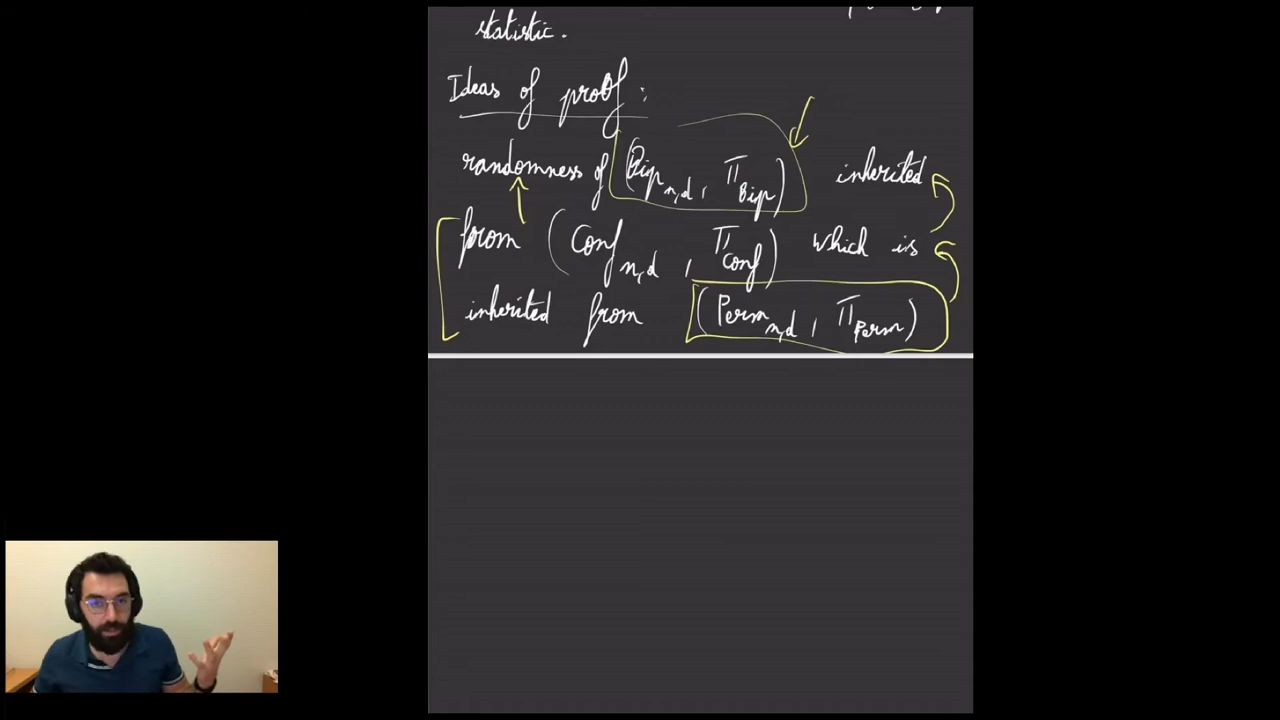 statistic.
Ideas of proof :
randomness of (Bip_{n,d}, Π_{Bip}) inherited
from (Conf_{n,d}, Π_{Conf}) which is
inherited from (Perm_{n,d}, Π_{Perm})